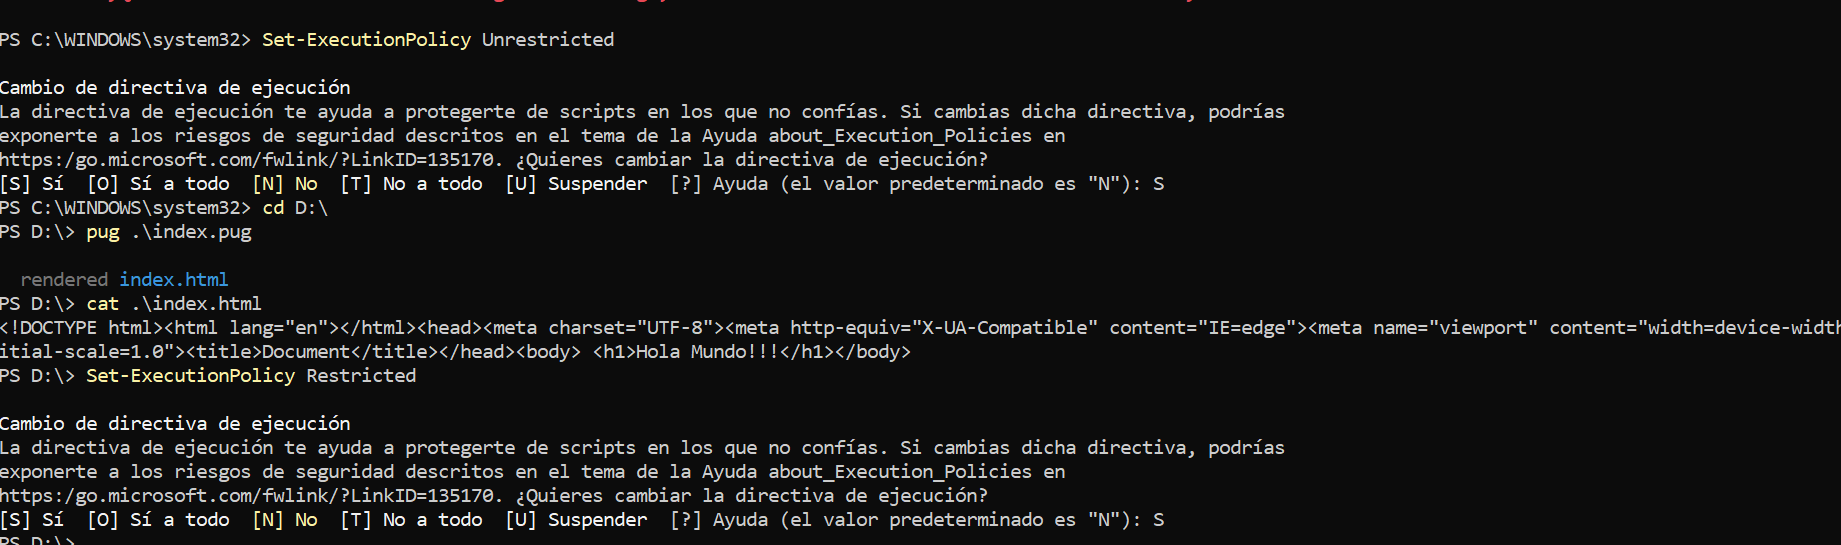 PS C:\WINDOWS\system32> Set-ExecutionPolicy Unrestricted
Cambio de directiva de ejecución
La directiva de ejecución te ayuda a protegerte de scripts en los que no confías. Si cambias dicha directiva, podrías
exponerte a los riesgos de seguridad descritos en el tema de la Ayuda about_Execution_Policies en
https:/go.microsoft.com/fwlink/?LinkID=135170. ¿Quieres cambiar la directiva de ejecución?
[S] Sí  [O] Sí a todo  [N] No  [T] No a todo  [U] Suspender  [?] Ayuda (el valor predeterminado es "N"): S
PS C:\WINDOWS\system32> cd D:\
PS D:\> pug .\index.pug
rendered index.html
PS D:\> cat .\index.html
<!DOCTYPE html><html lang="en"></html><head><meta charset="UTF-8"><meta http-equiv="X-UA-Compatible" content="IE=edge"><meta name="viewport" content="width=device-width
itial-scale=1.0"><title>Document</title></head><body> <h1>Hola Mundo!!!</h1></body>
PS D:\> Set-ExecutionPolicy Restricted
Cambio de directiva de ejecución
La directiva de ejecución te ayuda a protegerte de scripts en los que no confías. Si cambias dicha directiva, podrías
exponerte a los riesgos de seguridad descritos en el tema de la Ayuda about_Execution_Policies en
https:/go.microsoft.com/fwlink/?LinkID=135170. ¿Quieres cambiar la directiva de ejecución?
[S] Sí  [O] Sí a todo  [N] No  [T] No a todo  [U] Suspender  [?] Ayuda (el valor predeterminado es "N"): S
PS D:\>